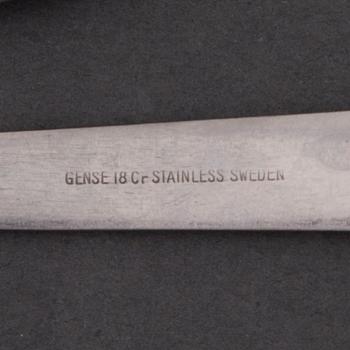 GENSE 18 Cr STAINLESS SWEDEN